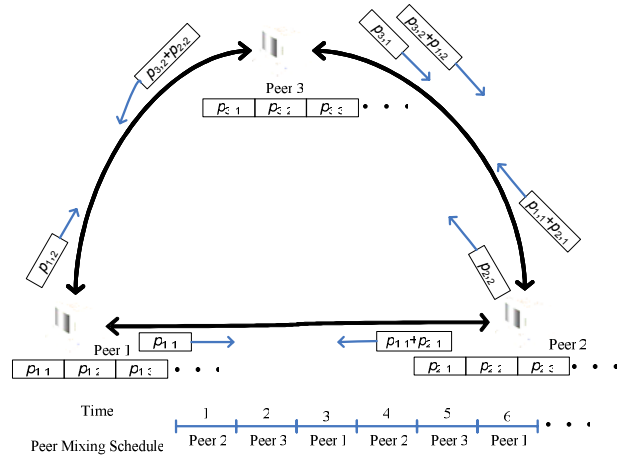 p3,2+p2,2
p3,1
p3,2+p1,2
Peer 3
p3 1 p3 2 p3 3 • • •
p1,2
p1,1+p2,1
p2,2
Peer 1
p1 1
p1 1+p2 1
Peer 2
p1 1 p1 2 p1 3 • • •
p2 1 p2 2 p2 3 • • •
Time 1 2 3 4 5 6 • • •
Peer Mixing Schedule Peer 2 Peer 3 Peer 1 Peer 2 Peer 3 Peer 1